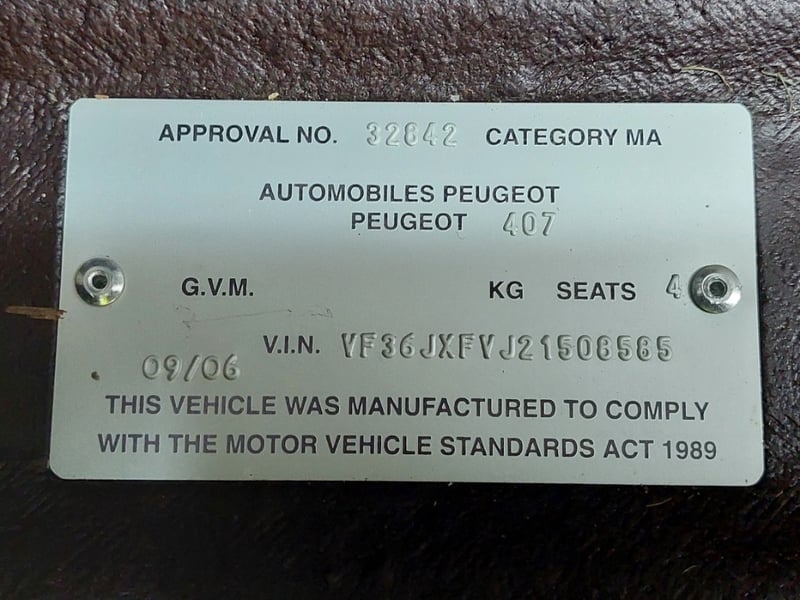 APPROVAL NO. 32642 CATEGORY MA
AUTOMOBILES PEUGEOT
PEUGEOT 407
G.V.M. KG SEATS 4
V.I.N. VF36JXFVJ21508585
09/06
THIS VEHICLE WAS MANUFACTURED TO COMPLY
WITH THE MOTOR VEHICLE STANDARDS ACT 1989